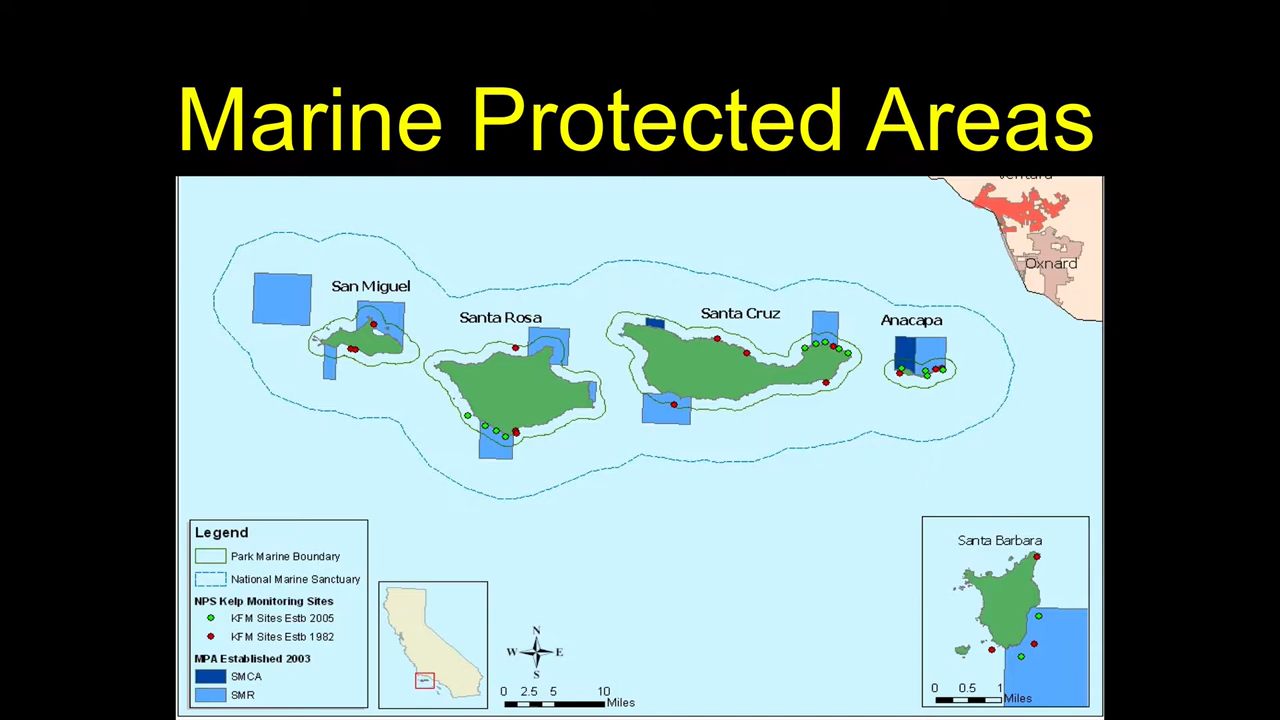 Marine Protected Areas
Ventura
Oxnard
San Miguel
Santa Rosa
Santa Cruz
Anacapa
Legend
Park Marine Boundary
National Marine Sanctuary
NPS Kelp Monitoring Sites
KFM Sites Estb 2005
KFM Sites Estb 1982
MPA Established 2003
SMCA
SMR
N
W E
S
0 2.5 5 10
Miles
Santa Barbara
0 0.5 1
Miles